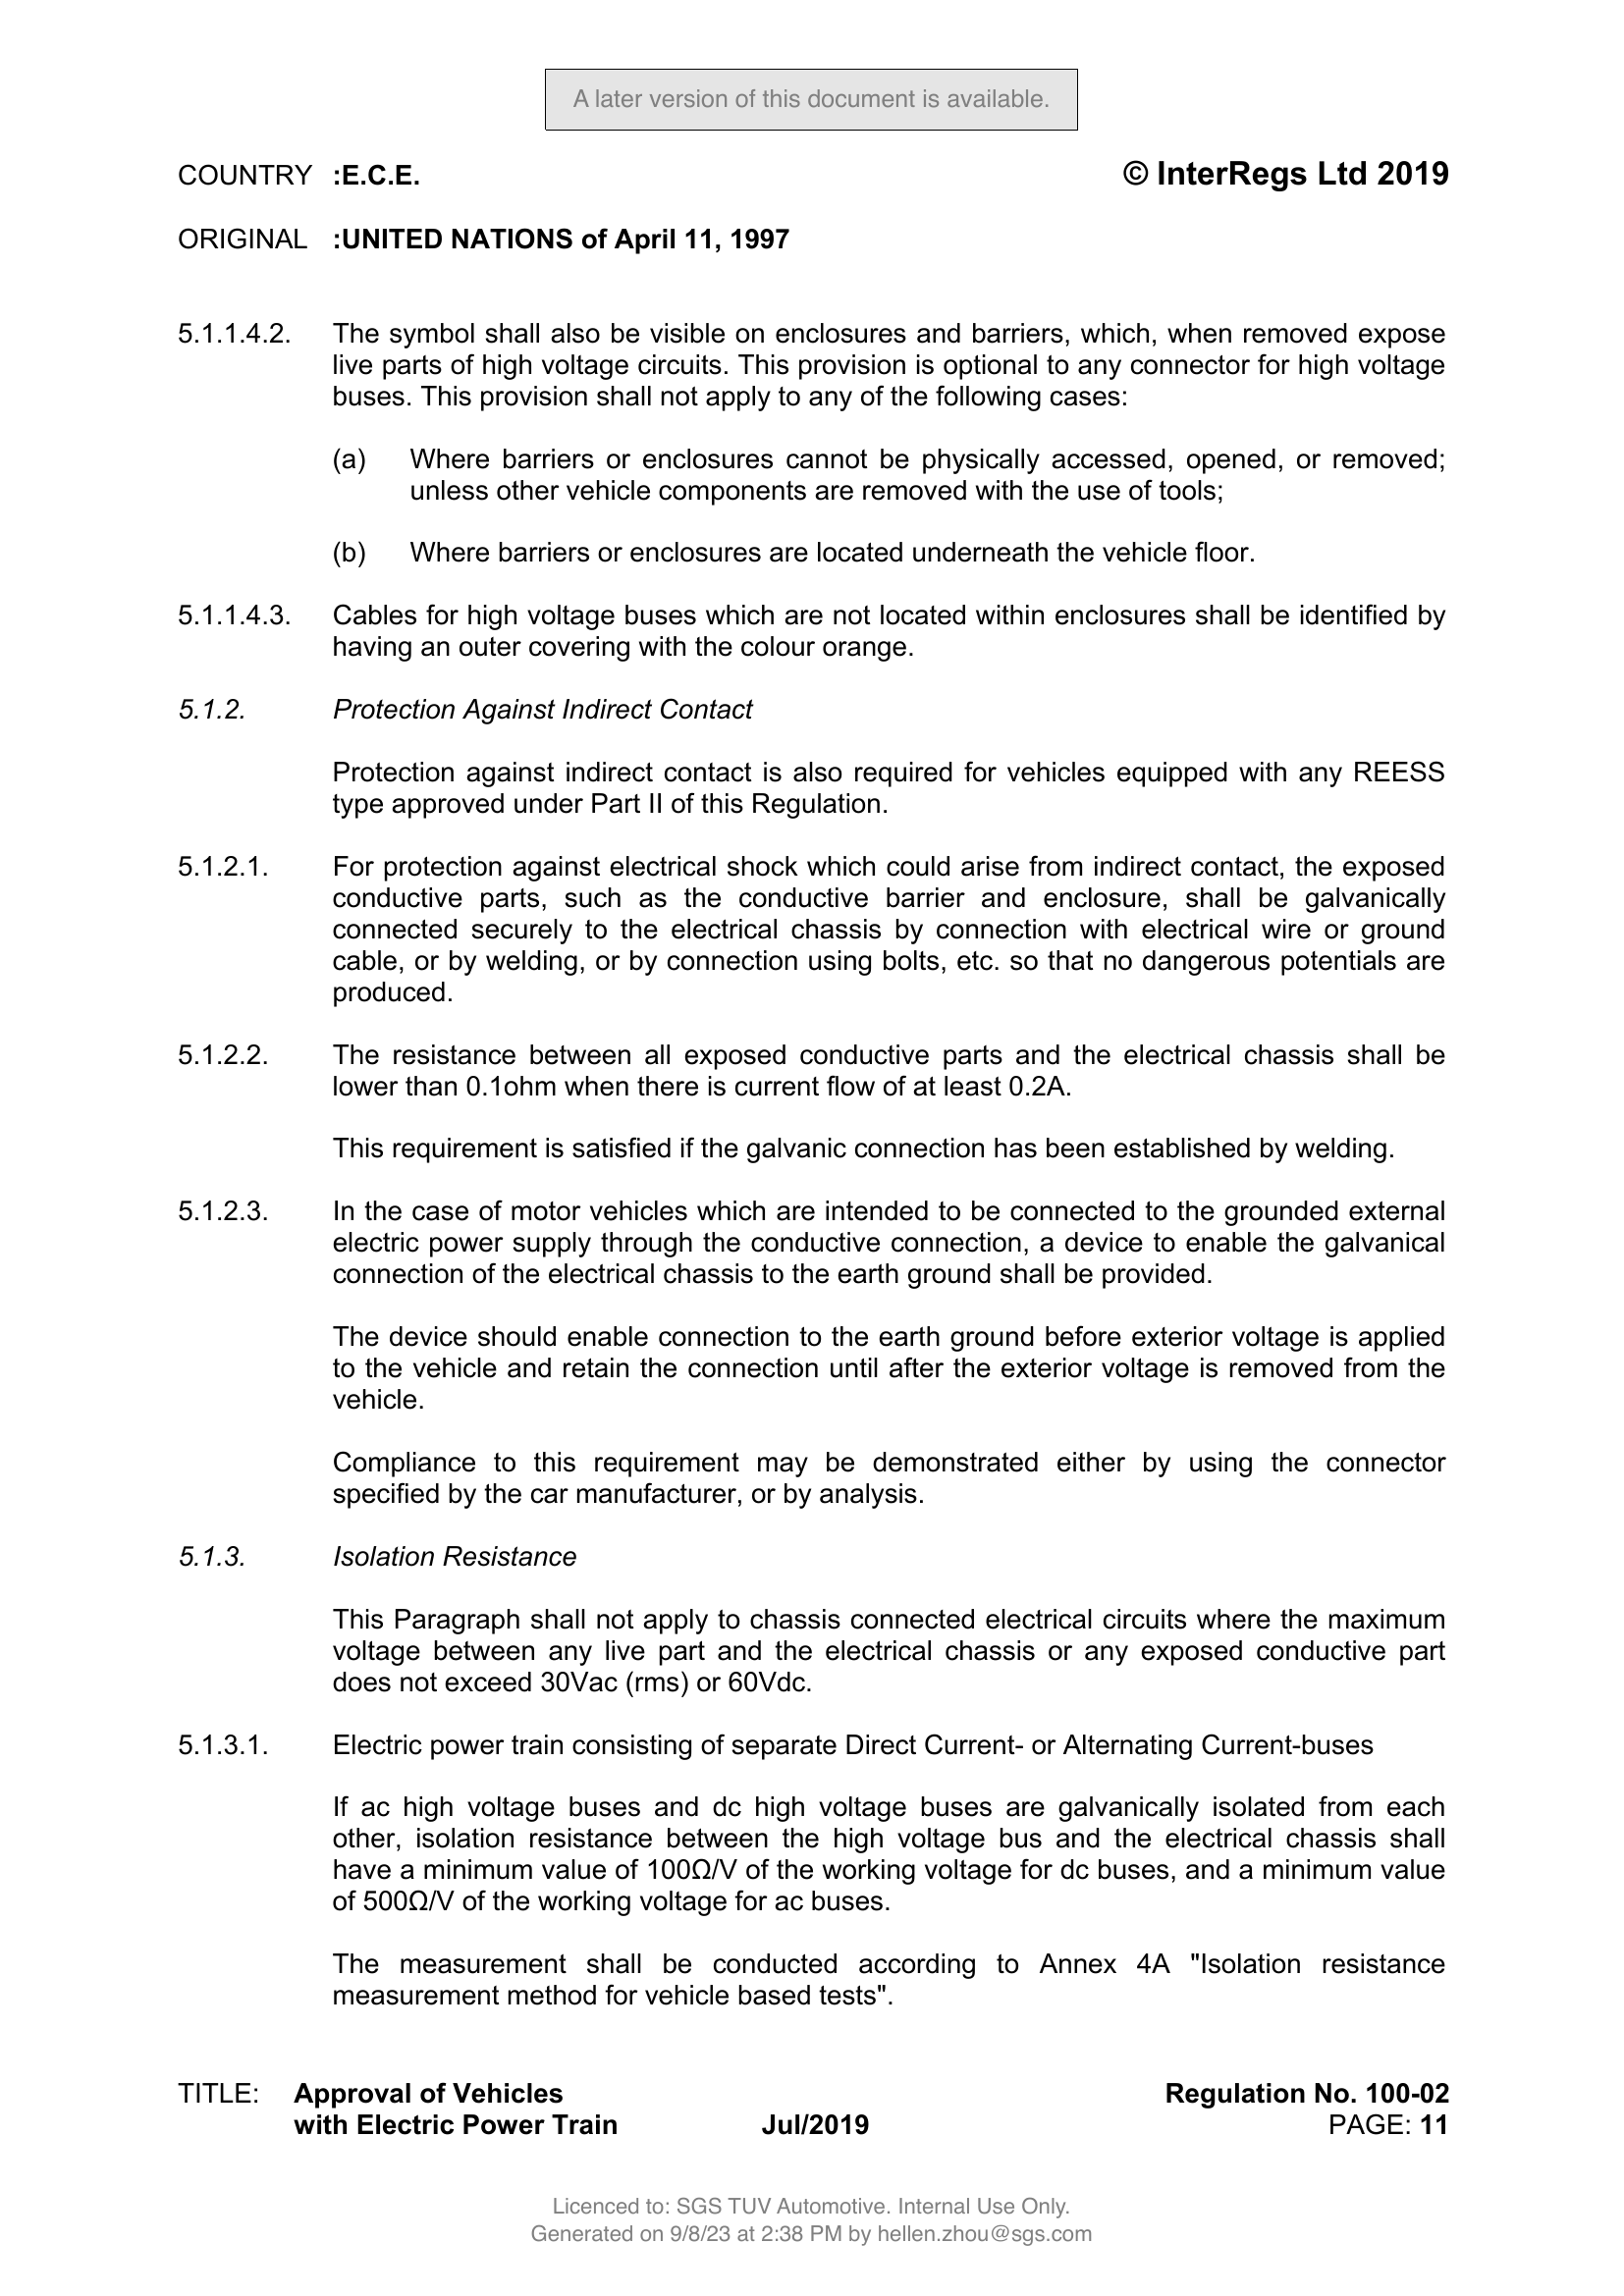 A later version of this document is available.
COUNTRY :E.C.E. © InterRegs Ltd 2019
ORIGINAL :UNITED NATIONS of April 11, 1997
5.1.1.4.2. The symbol shall also be visible on enclosures and barriers, which, when removed expose
live parts of high voltage circuits. This provision is optional to any connector for high voltage
buses. This provision shall not apply to any of the following cases:
(a) Where barriers or enclosures cannot be physically accessed, opened, or removed;
unless other vehicle components are removed with the use of tools;
(b) Where barriers or enclosures are located underneath the vehicle floor.
5.1.1.4.3. Cables for high voltage buses which are not located within enclosures shall be identified by
having an outer covering with the colour orange.
5.1.2. Protection Against Indirect Contact
Protection against indirect contact is also required for vehicles equipped with any REESS
type approved under Part II of this Regulation.
5.1.2.1. For protection against electrical shock which could arise from indirect contact, the exposed
conductive parts, such as the conductive barrier and enclosure, shall be galvanically
connected securely to the electrical chassis by connection with electrical wire or ground
cable, or by welding, or by connection using bolts, etc. so that no dangerous potentials are
produced.
5.1.2.2. The resistance between all exposed conductive parts and the electrical chassis shall be
lower than 0.1ohm when there is current flow of at least 0.2A.
This requirement is satisfied if the galvanic connection has been established by welding.
5.1.2.3. In the case of motor vehicles which are intended to be connected to the grounded external
electric power supply through the conductive connection, a device to enable the galvanical
connection of the electrical chassis to the earth ground shall be provided.
The device should enable connection to the earth ground before exterior voltage is applied
to the vehicle and retain the connection until after the exterior voltage is removed from the
vehicle.
Compliance to this requirement may be demonstrated either by using the connector
specified by the car manufacturer, or by analysis.
5.1.3. Isolation Resistance
This Paragraph shall not apply to chassis connected electrical circuits where the maximum
voltage between any live part and the electrical chassis or any exposed conductive part
does not exceed 30Vac (rms) or 60Vdc.
5.1.3.1. Electric power train consisting of separate Direct Current- or Alternating Current-buses
If ac high voltage buses and dc high voltage buses are galvanically isolated from each
other, isolation resistance between the high voltage bus and the electrical chassis shall
have a minimum value of 100Ω/V of the working voltage for dc buses, and a minimum value
of 500Ω/V of the working voltage for ac buses.
The measurement shall be conducted according to Annex 4A "Isolation resistance
measurement method for vehicle based tests".
TITLE: Approval of Vehicles Regulation No. 100-02
with Electric Power Train Jul/2019 PAGE: 11
Licenced to: SGS TUV Automotive. Internal Use Only.
Generated on 9/8/23 at 2:38 PM by hellen.zhou@sgs.com